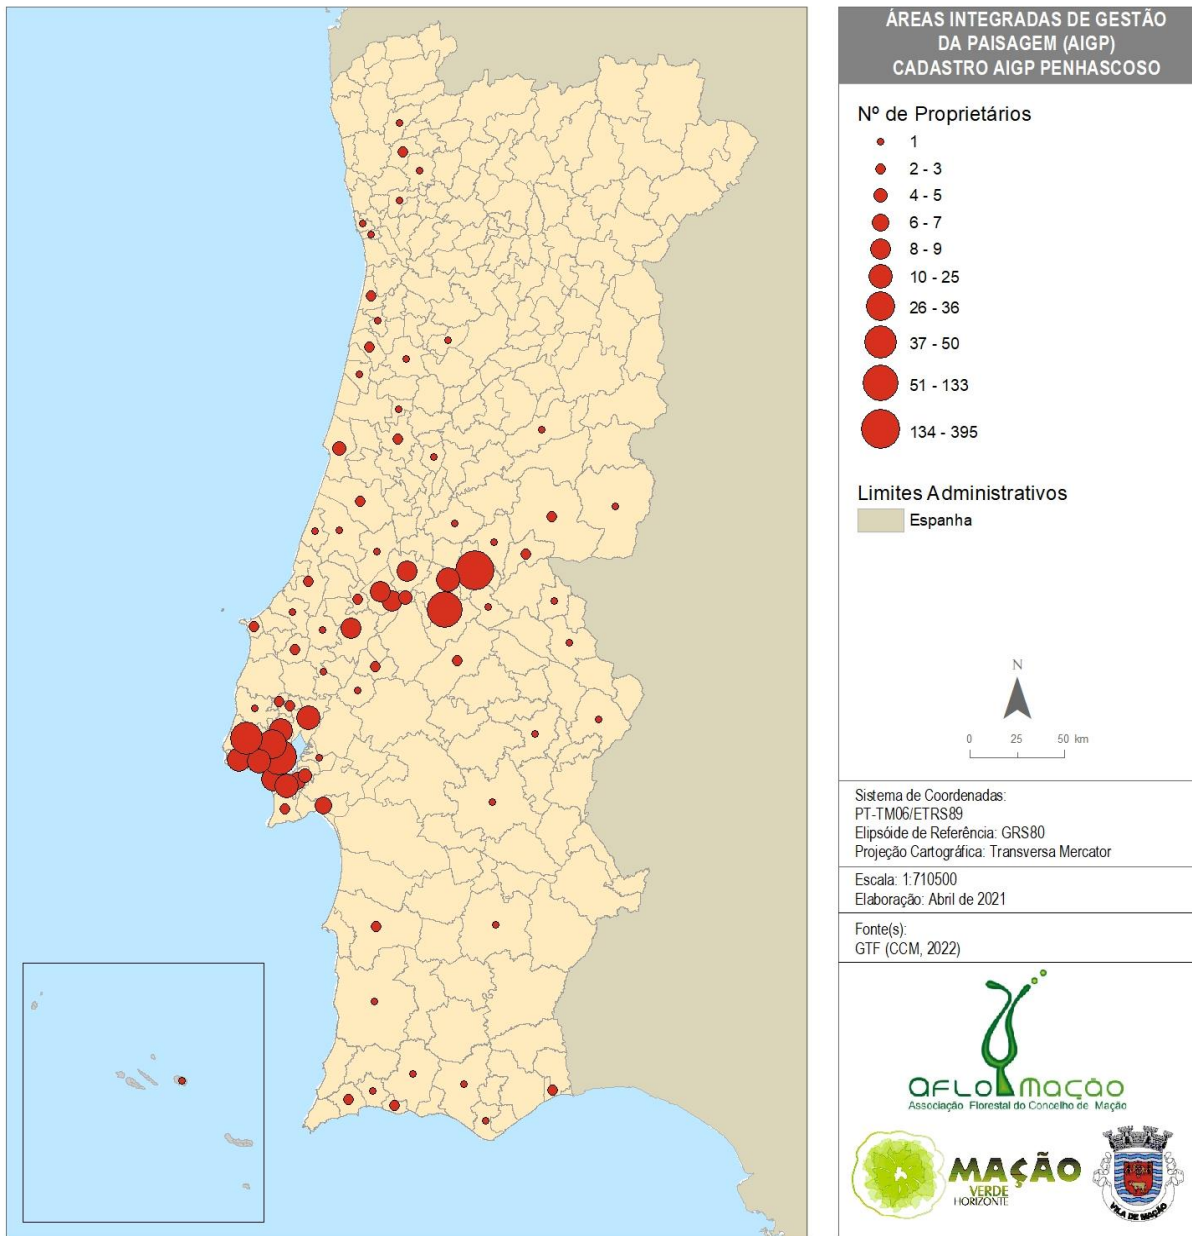 ÁREAS INTEGRADAS DE GESTÃO
DA PAISAGEM (AIGP)
CADASTRO AIGP PENHASCOSO
Nº de Proprietários
1
2 - 3
4 - 5
6 - 7
8 - 9
10 - 25
26 - 36
37 - 50
51 - 133
134 - 395
Limites Administrativos
Espanha
N
0 25 50 km
Sistema de Coordenadas:
PT-TM06/ETRS89
Elipsóide de Referência: GRS80
Projeção Cartográfica: Transversa Mercator
Escala: 1:710500
Elaboração: Abril de 2021
Fonte(s):
GTF (CCM, 2022)
aFLOMação
Associação Florestal do Concelho de Mação
MAÇÃO
VERDE
HORIZONTE
VILA DE MAÇÃO